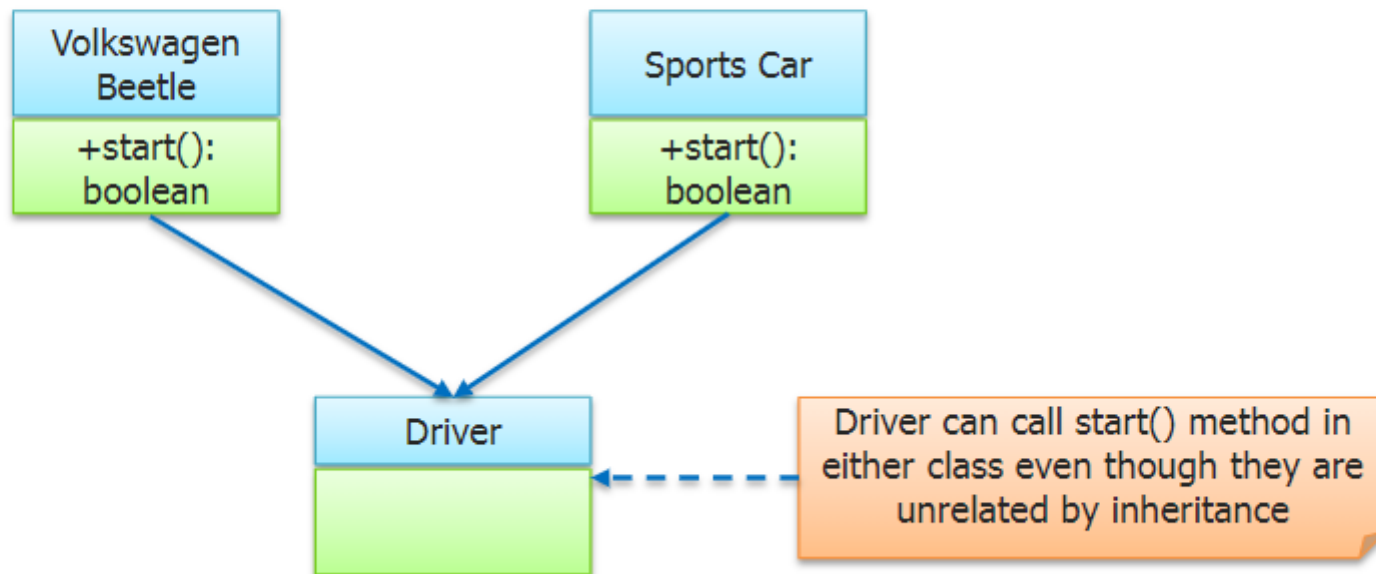 Volkswagen
Beetle
+start():
boolean
Sports Car
+start():
boolean
Driver
Driver can call start() method in
either class even though they are
unrelated by inheritance